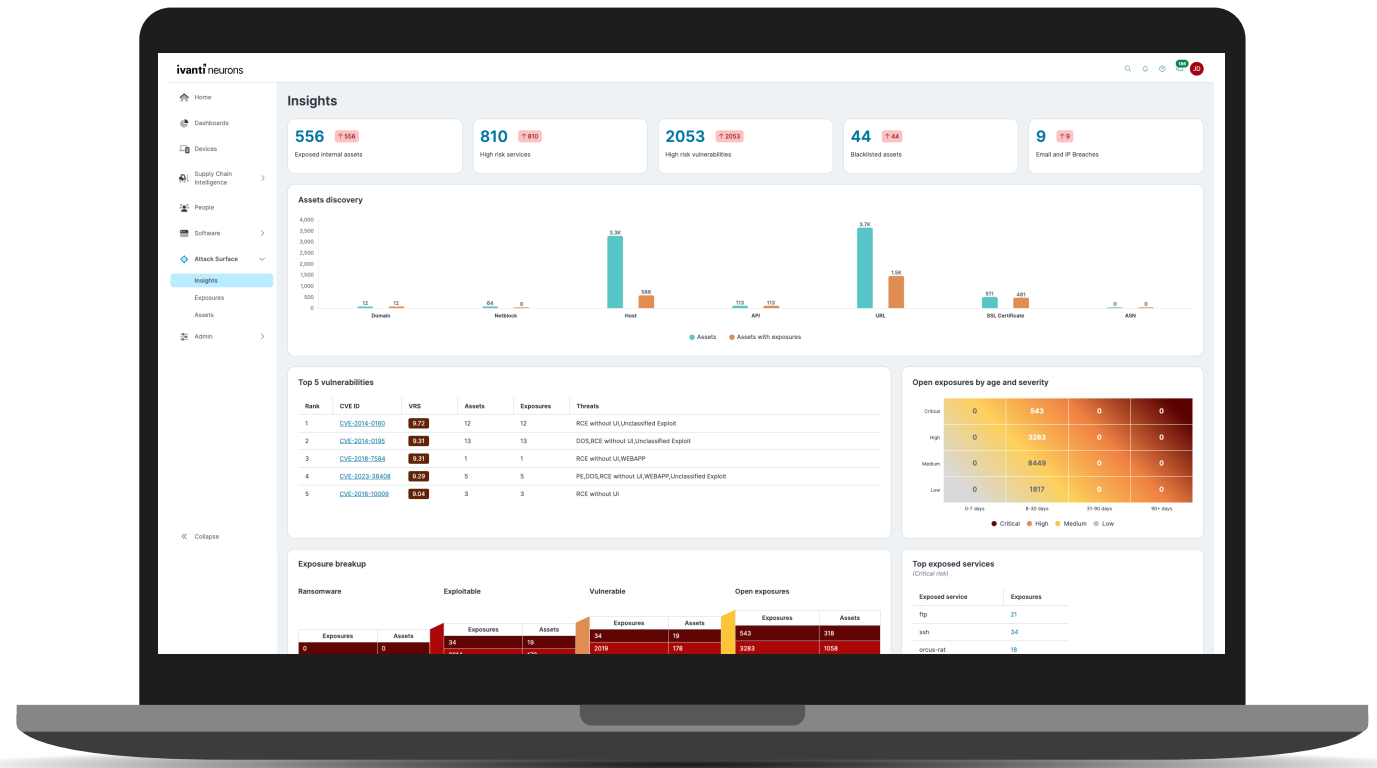 ivanti neurons
186
JD
Home
Dashboards
Devices
Supply Chain
Intelligence
People
Software
Attack Surface
Insights
Exposures
Assets
Admin
Collapse
Insights
556 ↑ 556
Exposed internal assets
810 ↑ 810
High risk services
2053 ↑ 2053
High risk vulnerabilities
44 ↑ 44
Blacklisted assets
9 ↑ 9
Email and IP Breaches
Assets discovery
4,000
3,500
3,000
2,500
2,000
1,500
1,000
500
0
12 12
64 0
3.3K 586
113 113
3.7K 1.5K
511 481
0 0
Domain Netblock Host API URL SSL Certificate ASN
Assets Assets with exposures
Top 5 vulnerabilities
Rank CVE ID VRS Assets Exposures Threats
1 CVE-2014-0160 9.72 12 12 RCE without UI,Unclassified Exploit
2 CVE-2014-0195 9.31 13 13 DOS,RCE without UI,Unclassified Exploit
3 CVE-2018-7584 9.31 1 1 RCE without UI,WEBAPP
4 CVE-2023-38408 9.29 5 5 PE,DOS,RCE without UI,WEBAPP,Unclassified Exploit
5 CVE-2016-10009 9.04 3 3 RCE without UI
Open exposures by age and severity
Critical 0 543 0 0
High 0 3283 0 0
Medium 0 8449 0 0
Low 0 1817 0 0
0-7 days 8-30 days 31-90 days 90+ days
Critical High Medium Low
Exposure breakup
Ransomware Exploitable Vulnerable Open exposures
Exposures Assets
0 0
Exposures Assets
34 19
Exposures Assets
34 19
2019 178
Exposures Assets
543 318
3283 1058
Top exposed services
(Critical risk)
Exposed service Exposures
ftp 21
ssh 34
orcus-rat 18